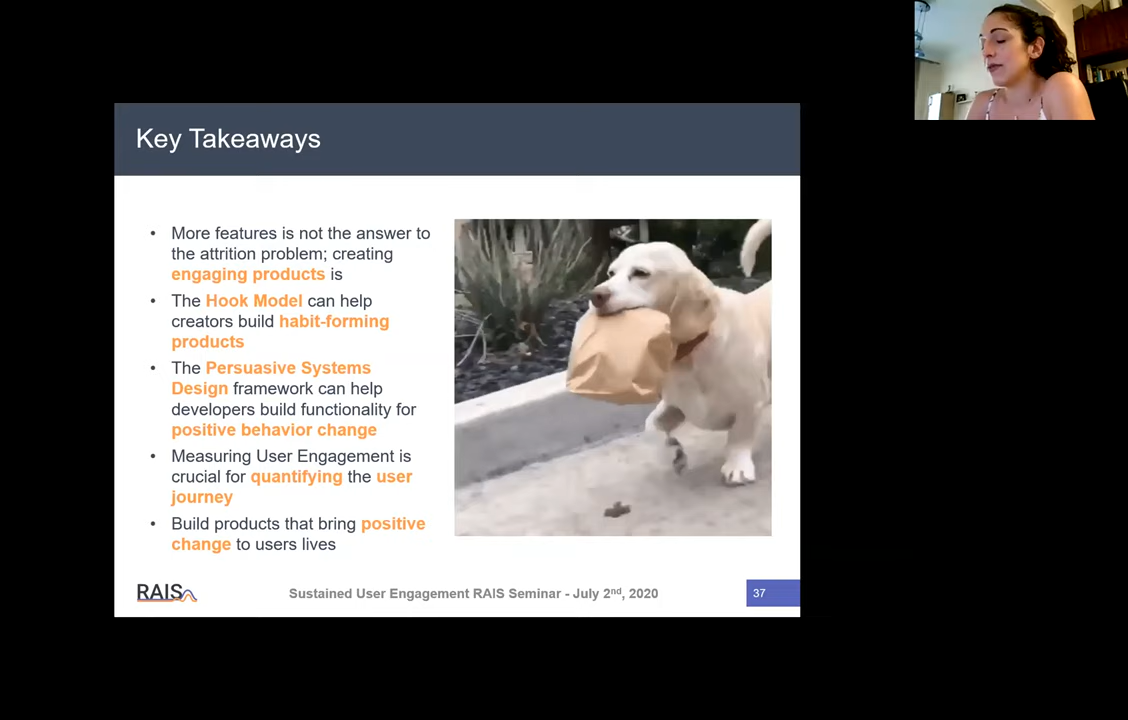 Key Takeaways
• More features is not the answer to
the attrition problem; creating
engaging products is
• The Hook Model can help
creators build habit-forming
products
• The Persuasive Systems
Design framework can help
developers build functionality for
positive behavior change
• Measuring User Engagement is
crucial for quantifying the user
journey
• Build products that bring positive
change to users lives
RAIS
Sustained User Engagement RAIS Seminar - July 2nd, 2020
37